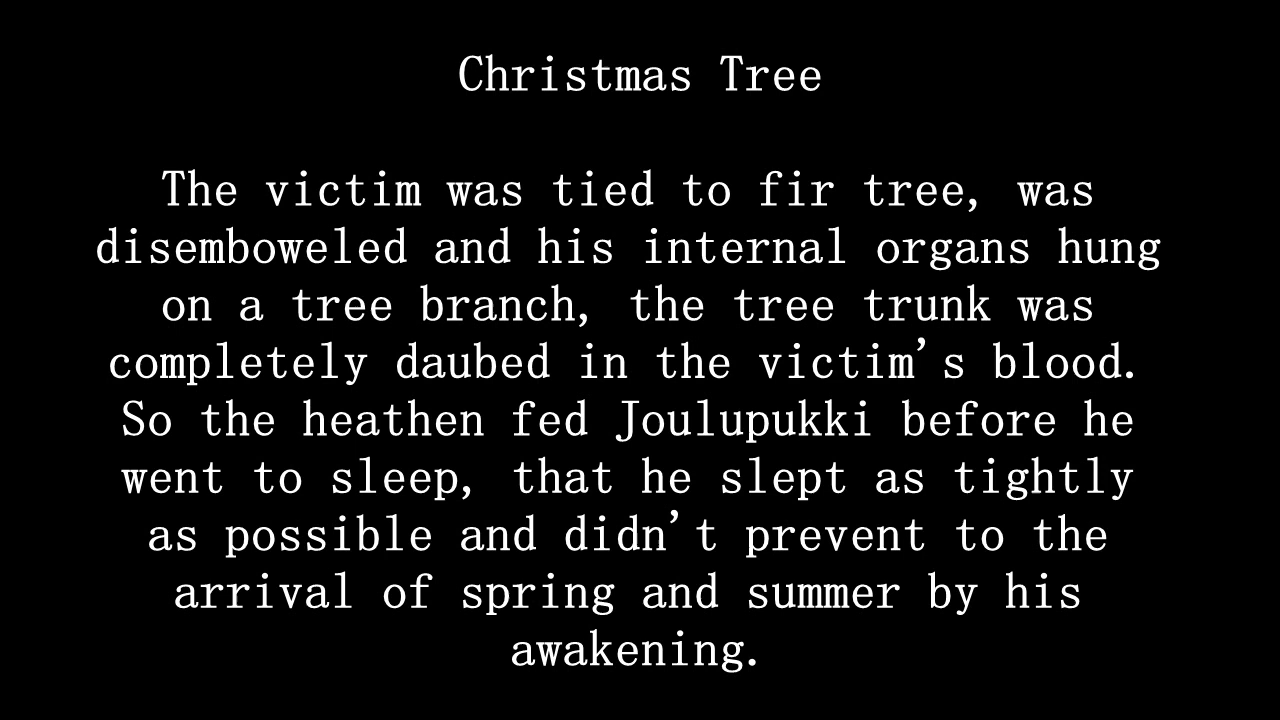 Christmas Tree
The victim was tied to fir tree, was
disemboweled and his internal organs hung
on a tree branch, the tree trunk was
completely daubed in the victim's blood.
So the heathen fed Joulupukki before he
went to sleep, that he slept as tightly
as possible and didn't prevent to the
arrival of spring and summer by his
awakening.